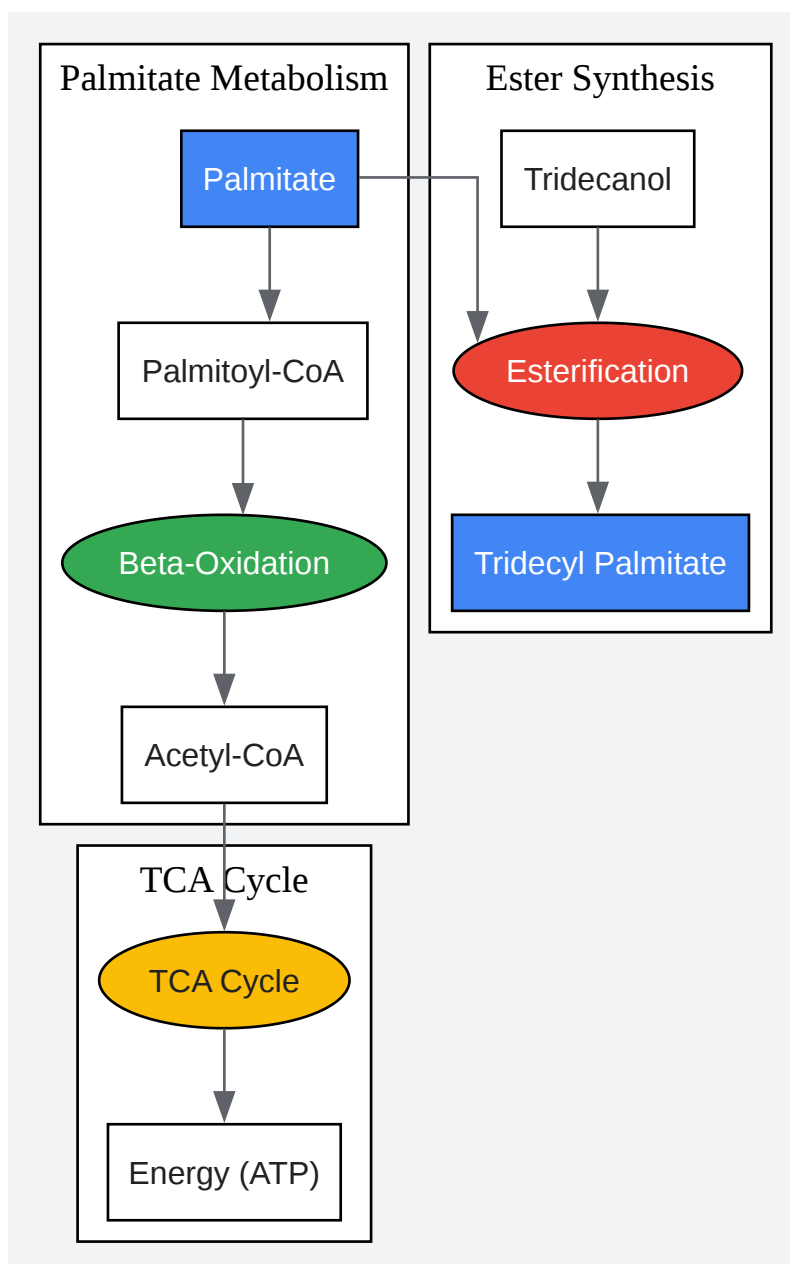 Palmitate Metabolism
Palmitate
Palmitoyl-CoA
Beta-Oxidation
Acetyl-CoA
Ester Synthesis
Tridecanol
Esterification
Tridecyl Palmitate
TCA Cycle
TCA Cycle
Energy (ATP)